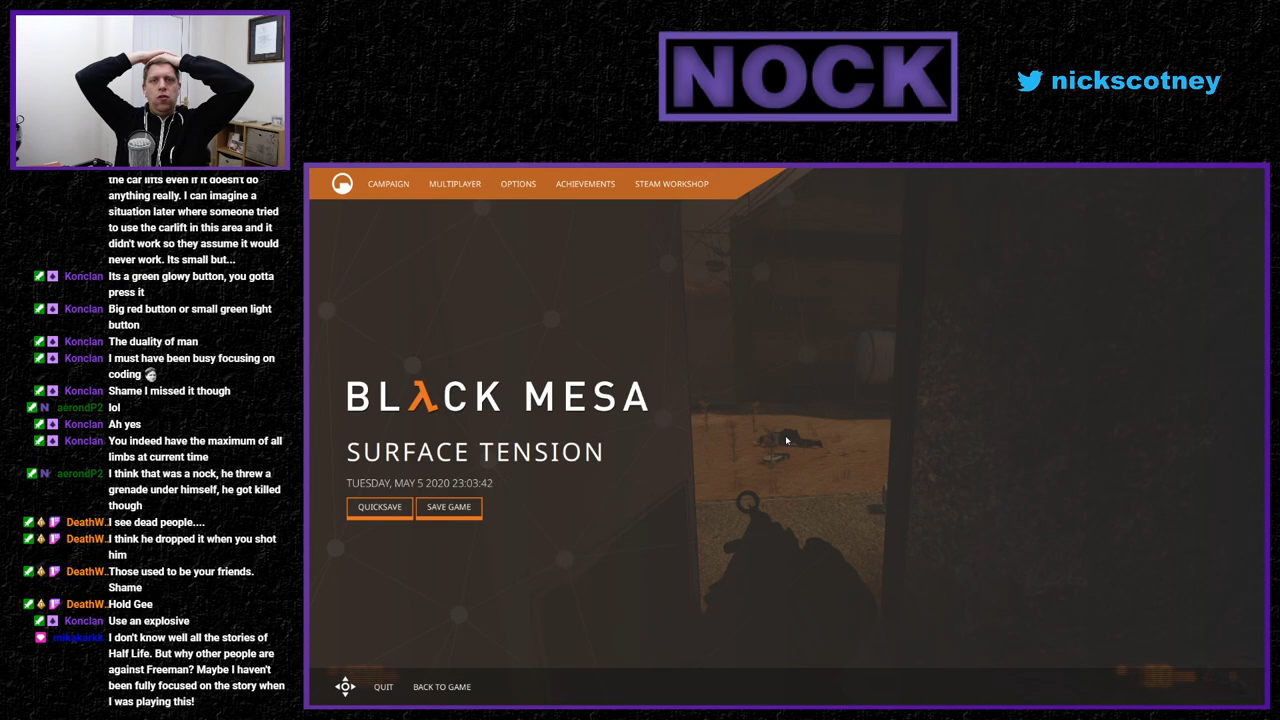 NOCK
nickscotney
the car lifts even if it doesn't do
anything really. I can imagine a
situation later where someone tried
to use the carlift in this area and it
didn't work so they assume it would
never work. Its small but...
Konclan Its a green glowy button, you gotta
press it
Konclan Big red button or small green light
button
Konclan The duality of man
Konclan I must have been busy focusing on
coding
Konclan Shame I missed it though
aerondP2 lol
Konclan Ah yes
Konclan You indeed have the maximum of all
limbs at current time
aerondP2 I think that was a nock, he threw a
grenade under himself, he got killed
though
DeathW.. I see dead people....
DeathW.. I think he dropped it when you shot
him
DeathW.. Those used to be your friends.
Shame
DeathW.. Hold Gee
Konclan Use an explosive
I don't know well all the stories of
Half Life. But why other people are
against Freeman? Maybe I haven't
been fully focused on the story when
I was playing this!
CAMPAIGN MULTIPLAYER OPTIONS ACHIEVEMENTS STEAM WORKSHOP
BLλCK MESA
SURFACE TENSION
TUESDAY, MAY 5 2020 23:03:42
QUICKSAVE SAVE GAME
QUIT BACK TO GAME